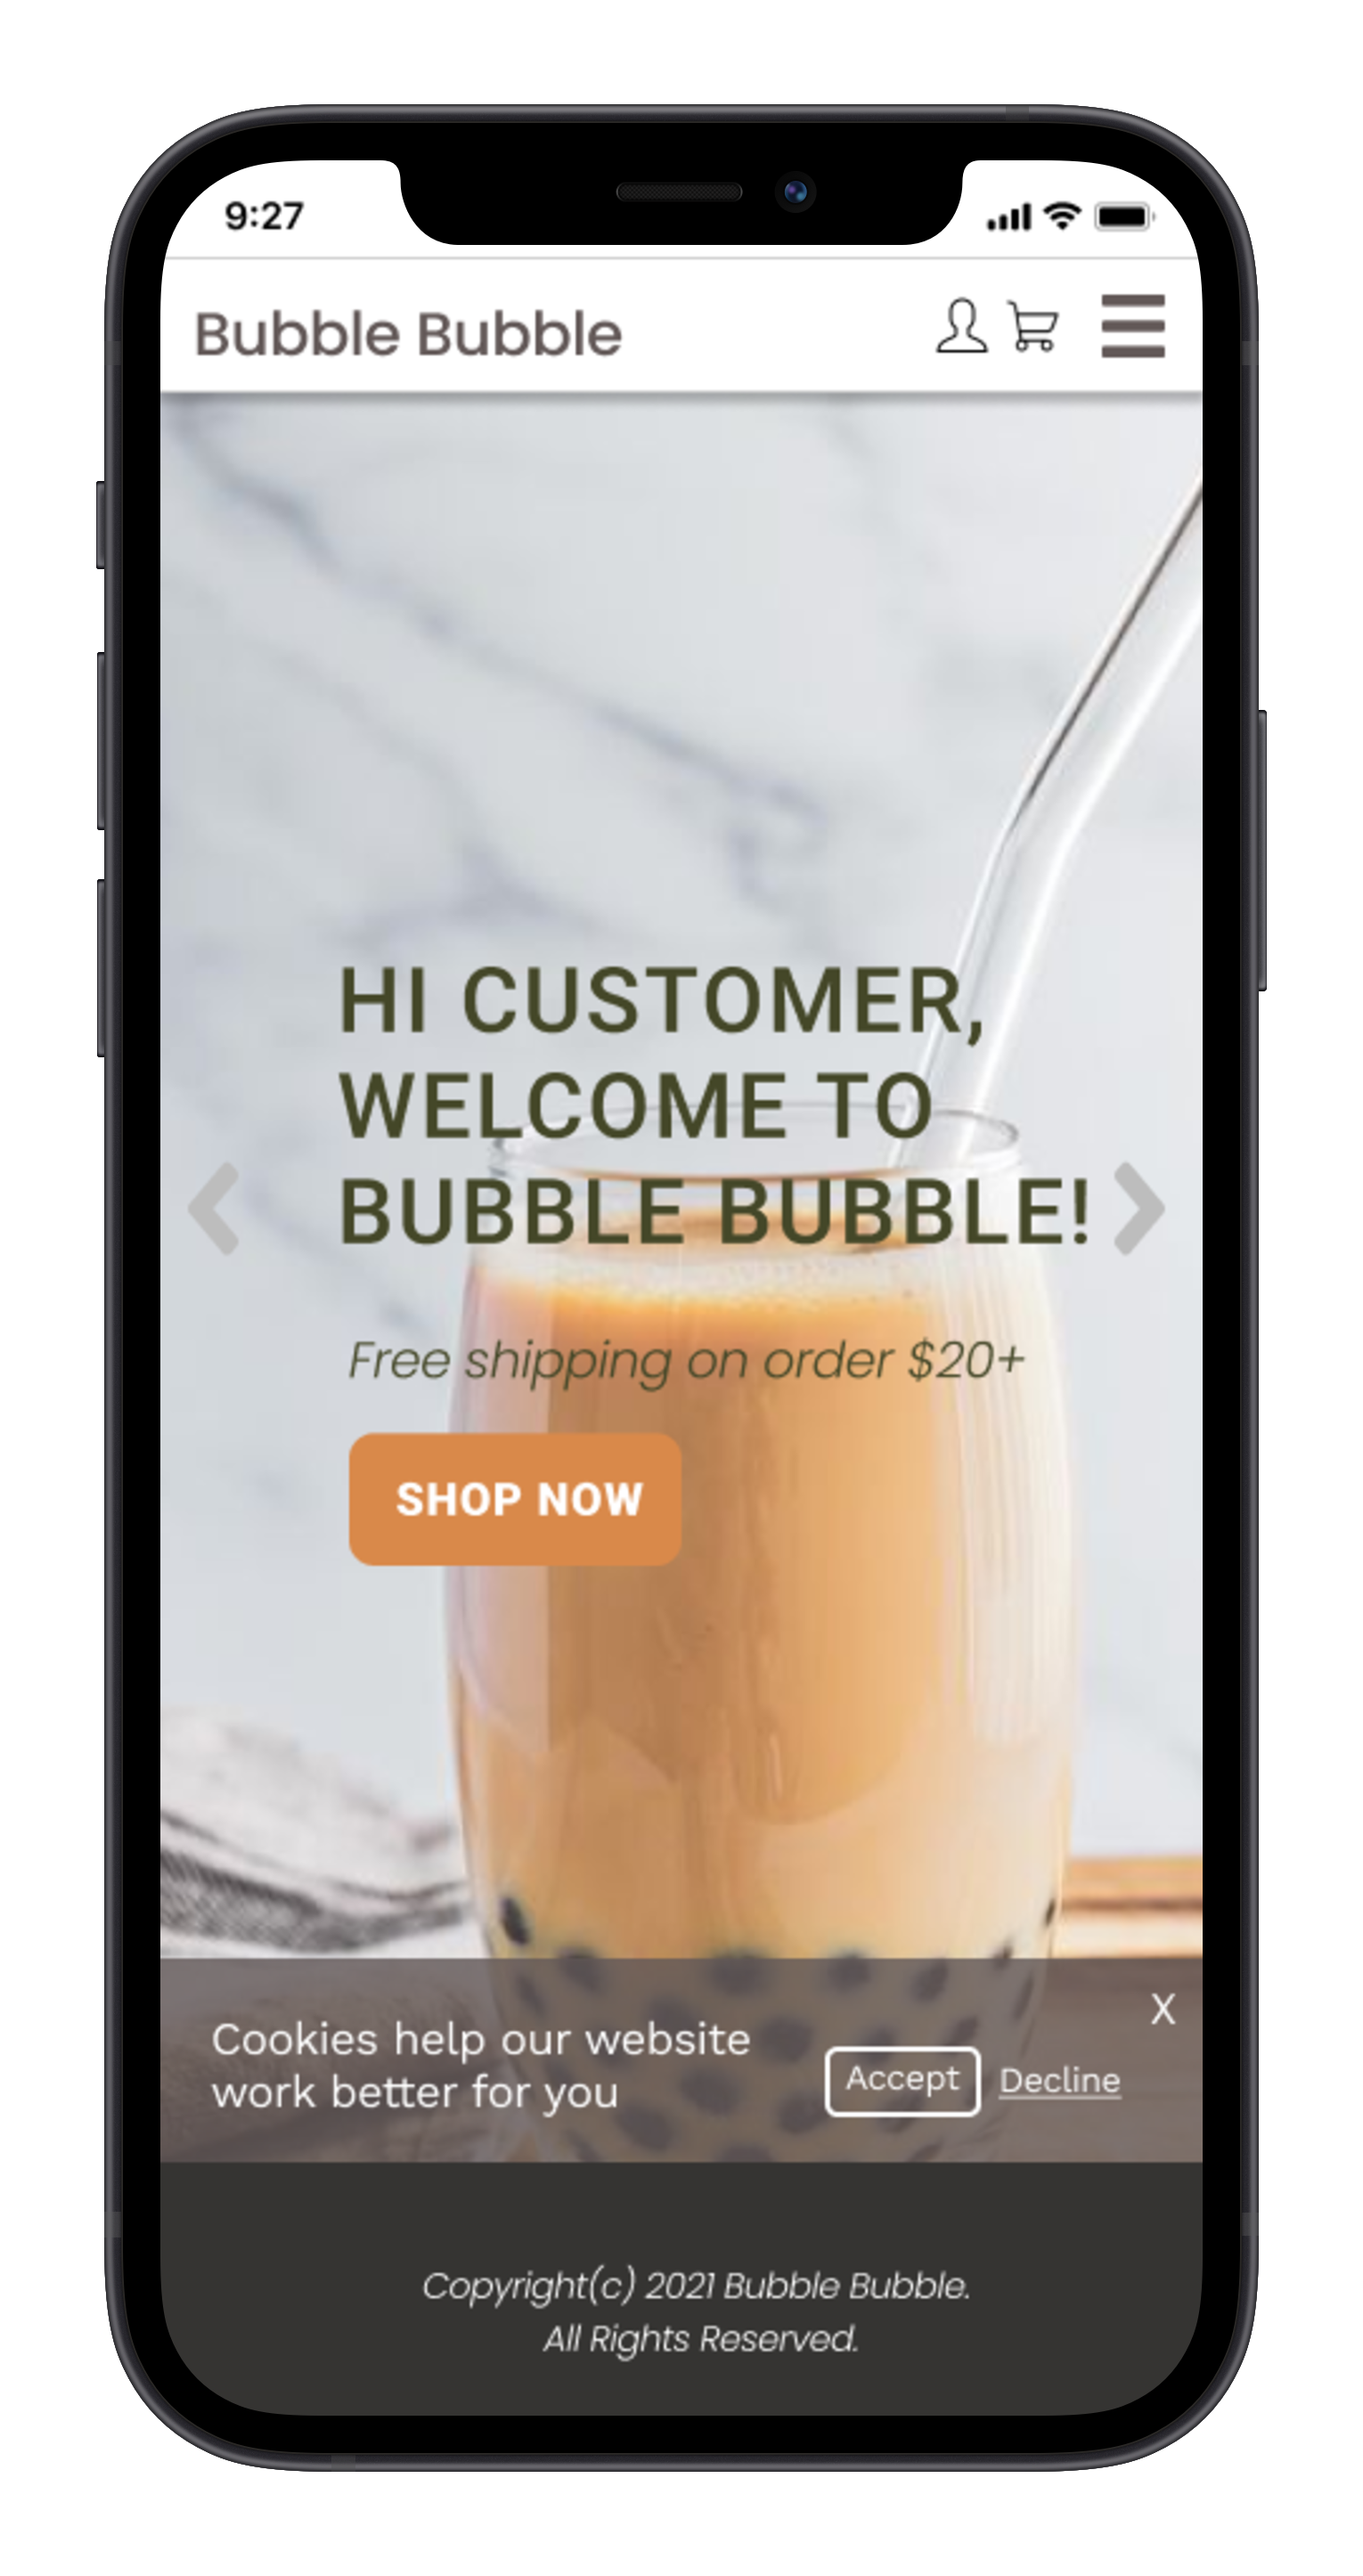 9:27
Bubble Bubble
HI CUSTOMER,
WELCOME TO
BUBBLE BUBBLE!
Free shipping on order $20+
SHOP NOW
X
Cookies help our website
work better for you
Accept Decline
Copyright(c) 2021 Bubble Bubble.
All Rights Reserved.